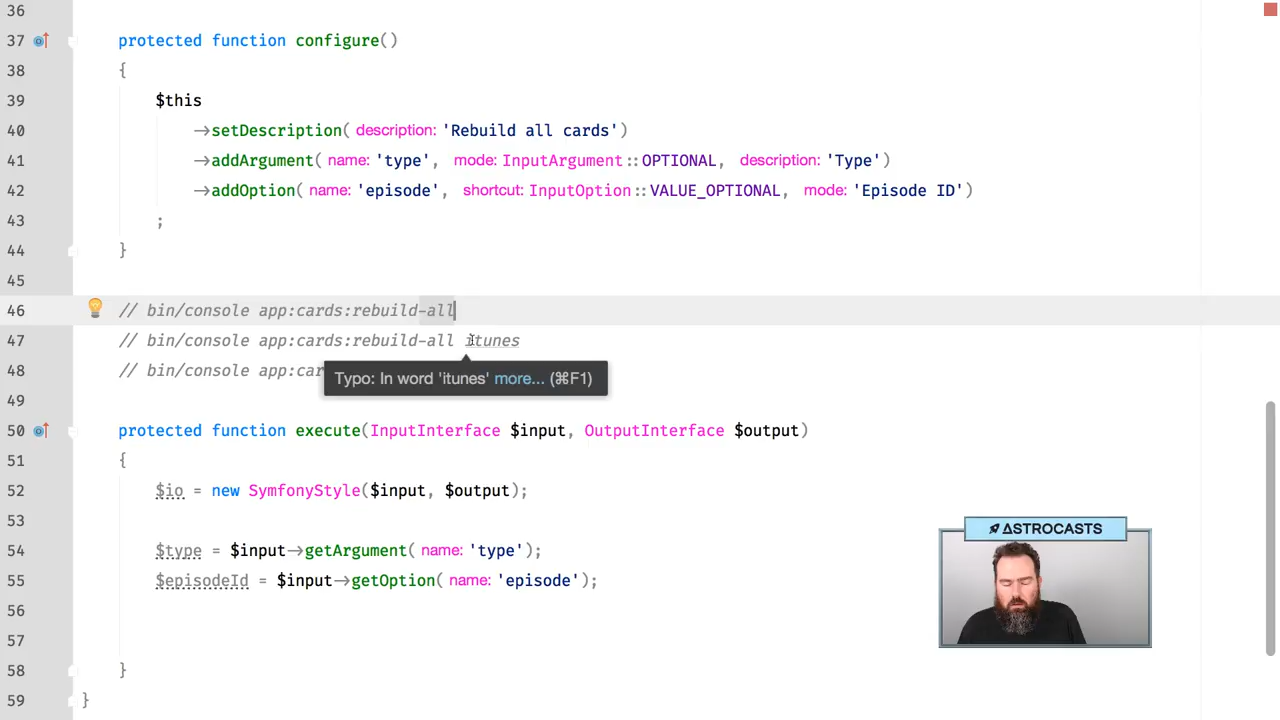 36
37 protected function configure()
38 {
39 $this
40 →setDescription( description: 'Rebuild all cards')
41 →addArgument( name: 'type', mode: InputArgument::OPTIONAL, description: 'Type')
42 →addOption( name: 'episode', shortcut: InputOption::VALUE_OPTIONAL, mode: 'Episode ID')
43 ;
44 }
45
46 // bin/console app:cards:rebuild-all
47 // bin/console app:cards:rebuild-all itunes
Typo: In word 'itunes' more... (⌘F1)
48 // bin/console app:car
49
50 protected function execute(InputInterface $input, OutputInterface $output)
51 {
52 $io = new SymfonyStyle($input, $output);
53
ASTROCASTS
54 $type = $input→getArgument( name: 'type');
55 $episodeId = $input→getOption( name: 'episode');
56
57
58 }
59 }